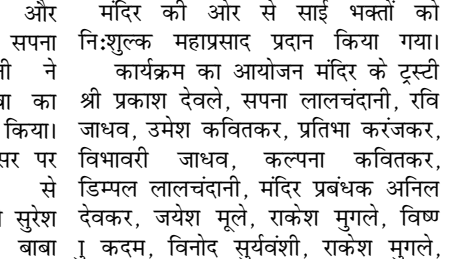 और
सपना
ने
का
किया।
पर
से
सुरेश
बाबा
मंदिर की ओर से साई भक्तों को
नि:शुल्क महाप्रसाद प्रदान किया गया।
कार्यक्रम का आयोजन मंदिर के ट्रस्टी
श्री प्रकाश देवले, सपना लालचंदानी, रवि
जाधव, उमेश कवितकर, प्रतिभा करंजकर,
विभावरी जाधव, कल्पना कवितकर,
डिम्पल लालचंदानी, मंदिर प्रबंधक अनिल
देवकर, जयेश मूले, राकेश मुगले, विष्ण
ु कदम, विनोद सुर्यवंशी, राकेश मुगले,